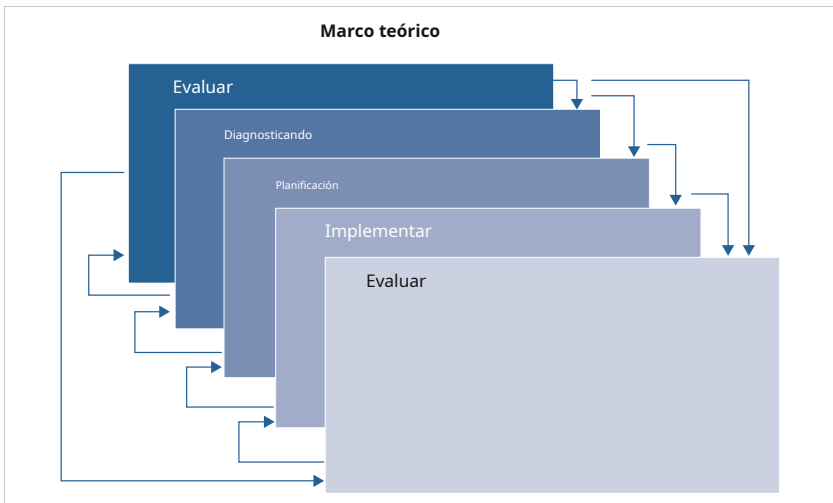 Marco teórico
Evaluar
Diagnosticando
Planificación
Implementar
Evaluar